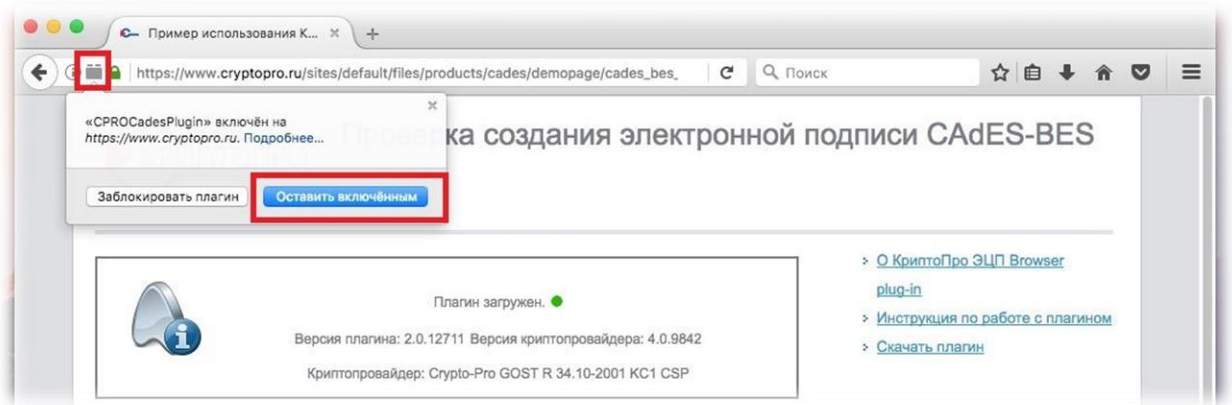 Пример использования К...
https://www.cryptopro.ru/sites/default/files/products/cades/demopage/cades_bes_
Поиск
«CPROCadesPlugin» включён на
https://www.cryptopro.ru. Подробнее...
Заблокировать плагин
Оставить включённым
ка создания электронной подписи CAdES-BES
Плагин загружен.
Версия плагина: 2.0.12711 Версия криптопровайдера: 4.0.9842
Криптопровайдер: Crypto-Pro GOST R 34.10-2001 KC1 CSP
О КриптоПро ЭЦП Browser
plug-in
Инструкция по работе с плагином
Скачать плагин